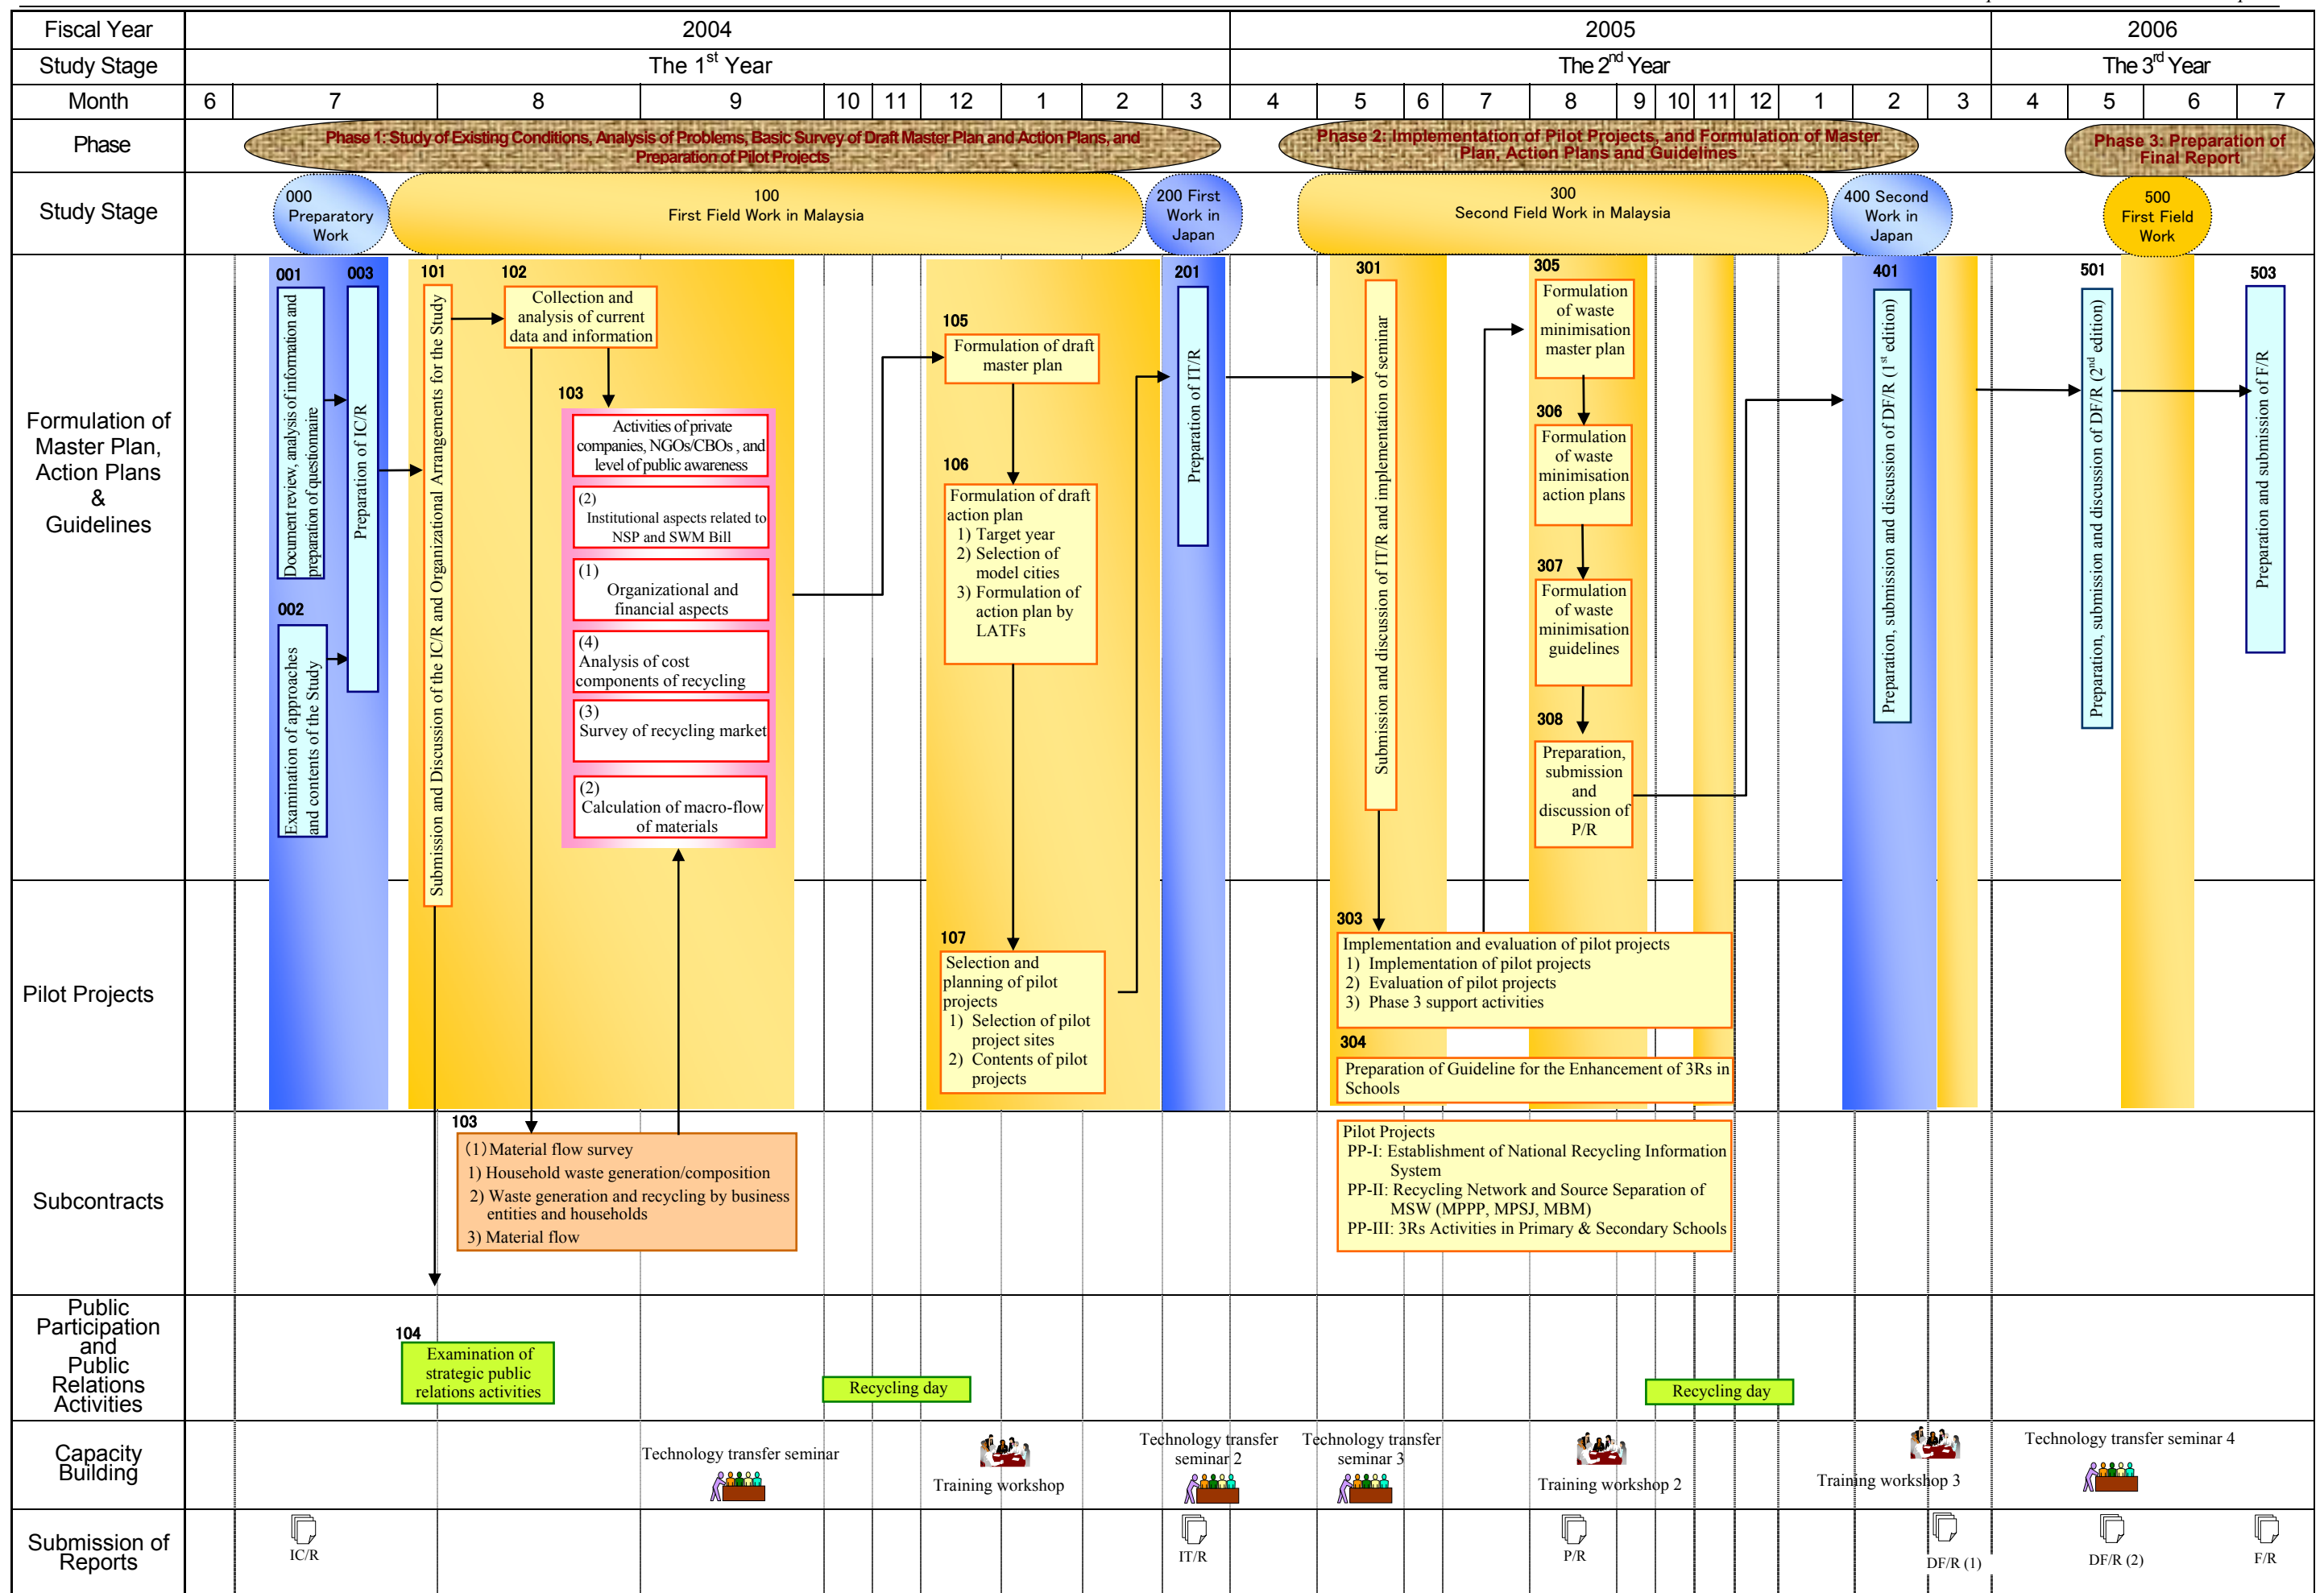 Fiscal Year
2004
2005
2006
Study Stage
The 1st Year
The 2nd Year
The 3rd Year
Month
6
7
8
9
10
11
12
1
2
3
4
5
6
7
8
9
10
11
12
1
2
3
4
5
6
7
Phase
Phase 1: Study of Existing Conditions, Analysis of Problems, Basic Survey of Draft Master Plan and Action Plans, and
Preparation of Pilot Projects
Phase 2: Implementation of Pilot Projects, and Formulation of Master
Plan, Action Plans and Guidelines
Phase 3: Preparation of
Final Report
Study Stage
000
Preparatory
Work
100
First Field Work in Malaysia
200 First
Work in
Japan
300
Second Field Work in Malaysia
400 Second
Work in
Japan
500
First Field
Work
Formulation of
Master Plan,
Action Plans
&
Guidelines
001
Document review, analysis of information and
preparation of questionnaire
002
Examination of approaches
and contents of the Study
003
Preparation of IC/R
101
Submission and Discussion of the IC/R and Organizational Arrangements for the Study
102
Collection and
analysis of current
data and information
103
Activities of private
companies, NGOs/CBOs , and
level of public awareness
(2)
Institutional aspects related to
NSP and SWM Bill
(1)
Organizational and
financial aspects
(4)
Analysis of cost
components of recycling
(3)
Survey of recycling market
(2)
Calculation of macro-flow
of materials
105
Formulation of draft
master plan
106
Formulation of draft
action plan
1) Target year
2) Selection of
model cities
3) Formulation of
action plan by
LATFs
201
Preparation of IT/R
301
Submission and discussion of IT/R and implementation of seminar
305
Formulation
of waste
minimisation
master plan
306
Formulation
of waste
minimisation
action plans
307
Formulation
of waste
minimisation
guidelines
308
Preparation,
submission
and
discussion of
P/R
401
Preparation, submission and discussion of DF/R (1st edition)
501
Preparation, submission and discussion of DF/R (2nd edition)
503
Preparation and submission of F/R
Pilot Projects
107
Selection and
planning of pilot
projects
1) Selection of pilot
project sites
2) Contents of pilot
projects
303
Implementation and evaluation of pilot projects
1) Implementation of pilot projects
2) Evaluation of pilot projects
3) Phase 3 support activities
304
Preparation of Guideline for the Enhancement of 3Rs in
Schools
Subcontracts
103
(1) Material flow survey
1) Household waste generation/composition
2) Waste generation and recycling by business
entities and households
3) Material flow
Pilot Projects
PP-I: Establishment of National Recycling Information
System
PP-II: Recycling Network and Source Separation of
MSW (MPPP, MPSJ, MBM)
PP-III: 3Rs Activities in Primary & Secondary Schools
Public
Participation
and
Public
Relations
Activities
104
Examination of
strategic public
relations activities
Recycling day
Recycling day
Capacity
Building
Technology transfer seminar
Training workshop
Technology transfer
seminar 2
Technology transfer
seminar 3
Training workshop 2
Training workshop 3
Technology transfer seminar 4
Submission of
Reports
IC/R
IT/R
P/R
DF/R (1)
DF/R (2)
F/R